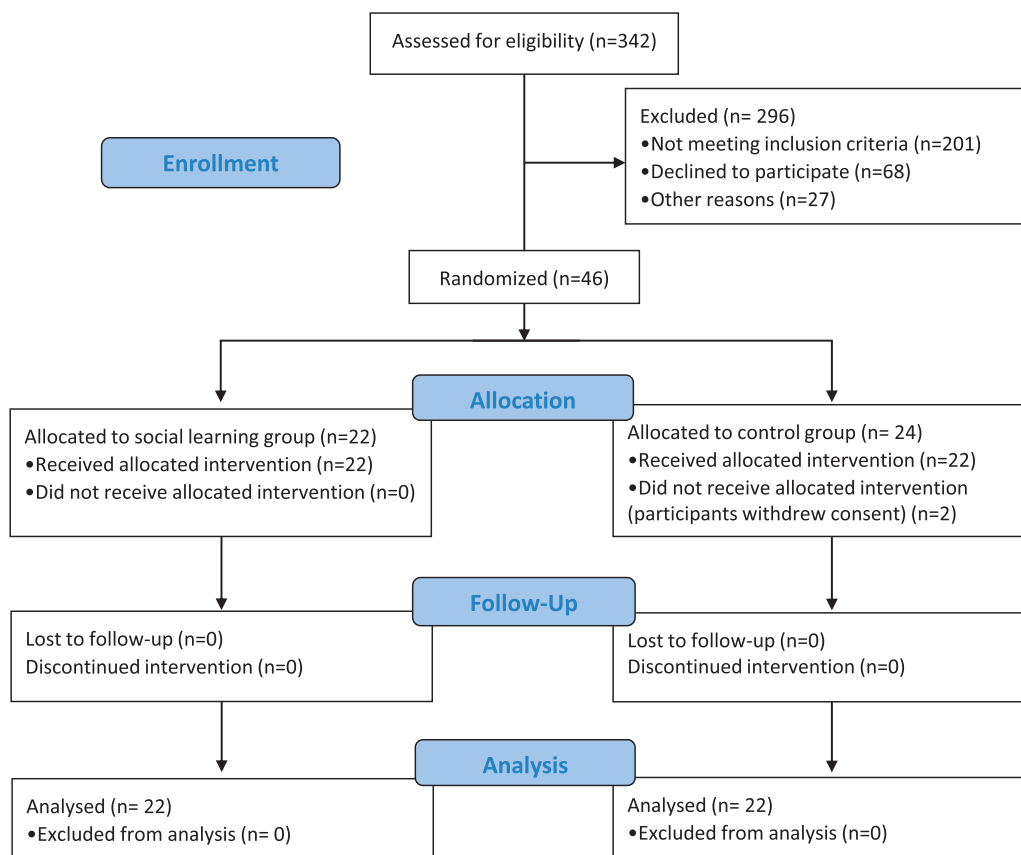 Assessed for eligibility (n=342)
Excluded (n= 296)
•Not meeting inclusion criteria (n=201)
•Declined to participate (n=68)
•Other reasons (n=27)
Enrollment
Randomized (n=46)
Allocation
Allocated to social learning group (n=22)
•Received allocated intervention (n=22)
•Did not receive allocated intervention (n=0)
Allocated to control group (n= 24)
•Received allocated intervention (n=22)
•Did not receive allocated intervention
(participants withdrew consent) (n=2)
Follow-Up
Lost to follow-up (n=0)
Discontinued intervention (n=0)
Lost to follow-up (n=0)
Discontinued intervention (n=0)
Analysis
Analysed (n= 22)
•Excluded from analysis (n= 0)
Analysed (n= 22)
•Excluded from analysis (n=0)